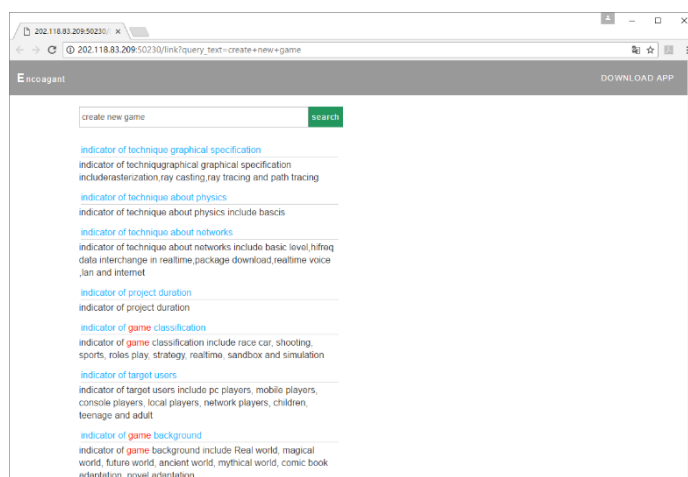 202.118.83.209:50230/l
202.118.83.209:50230/link?query_text=create+new+game
Encoagant
DOWNLOAD APP
create new game
search
indicator of technique graphical specification
indicator of techniqugraphical graphical specification
includerasterization,ray casting,ray tracing and path tracing
indicator of technique about physics
indicator of technique about physics include bascis
indicator of technique about networks
indicator of technique about networks include basic level,hifreq
data interchange in realtime,package download,realtime voice
,lan and internet
indicator of project duration
indicator of project duration
indicator of game classification
indicator of game classification include race car, shooting,
sports, roles play, strategy, realtime, sandbox and simulation
indicator of target users
indicator of target users include pc players, mobile players,
console players, local players, network players, children,
teenage and adult
indicator of game background
indicator of game background include Real world, magical
world, future world, ancient world, mythical world, comic book
adaptation, novel adaptation